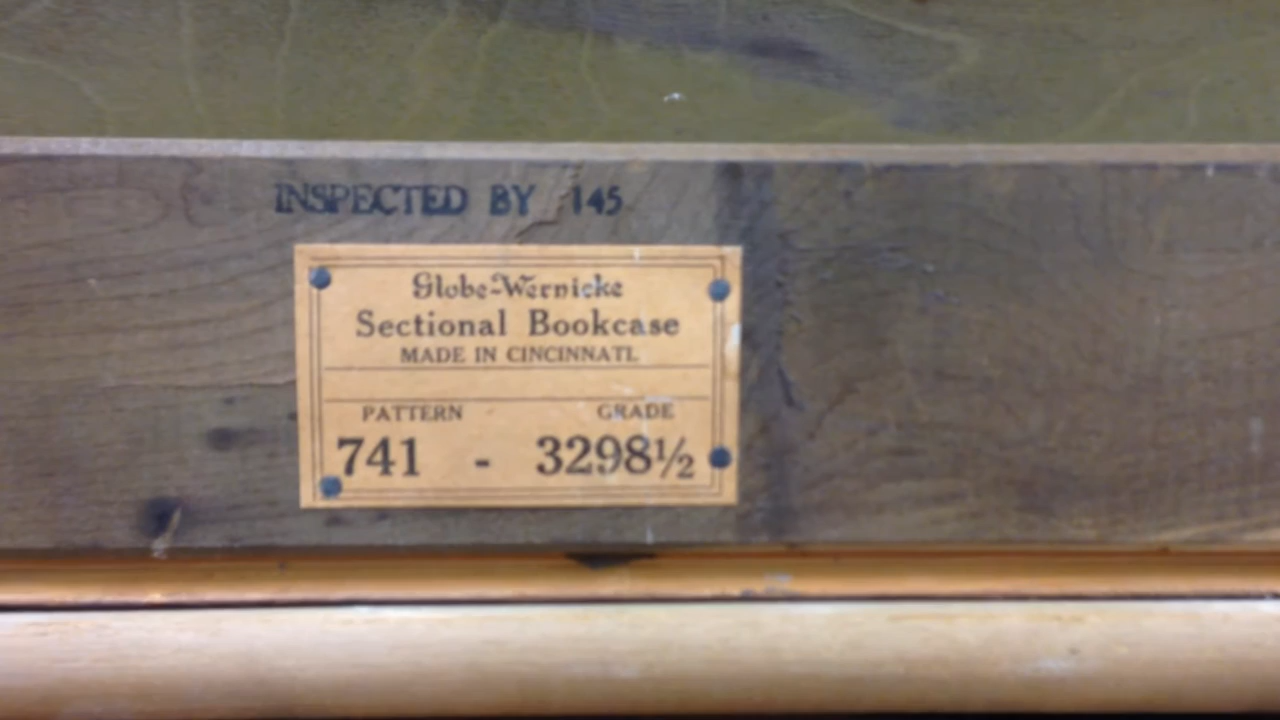 INSPECTED BY 145
Globe-Wernicke
Sectional Bookcase
MADE IN CINCINNATI.
PATTERN GRADE
741 - 3298½